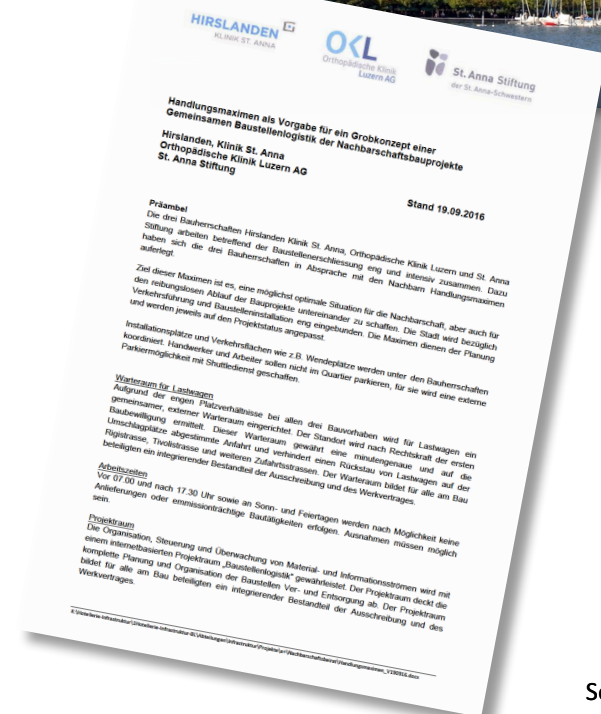 HIRSLANDEN
KLINIK ST. ANNA
OKL
Orthopädische Klinik
Luzern AG
St. Anna Stiftung
der St. Anna-Schwestern
Handlungsmaximen als Vorgabe für ein Grobkonzept einer
Gemeinsamen Baustellenlogistik der Nachbarschaftsbauprojekte
Hirslanden, Klinik St. Anna
Orthopädische Klinik Luzern AG
St. Anna Stiftung
Stand 19.09.2016
Präambel
Die drei Bauherrschaften Hirslanden Klinik St. Anna, Orthopädische Klinik Luzern und St. Anna
Stiftung arbeiten betreffend der Baustellenerschliessung eng und intensiv zusammen. Dazu
haben sich die drei Bauherrschaften in Absprache mit den Nachbarn Handlungsmaximen
auferlegt.
Ziel dieser Maximen ist es, eine möglichst optimale Situation für die Nachbarschaft, aber auch für
den reibungslosen Ablauf der Bauprojekte untereinander zu schaffen. Die Stadt wird bezüglich
Verkehrsführung und Baustelleninstallation eng eingebunden. Die Maximen dienen der Planung
und werden jeweils auf den Projektstatus angepasst.
Installationsplätze und Verkehrsflächen wie z.B. Wendeplätze werden unter den Bauherrschaften
koordiniert. Handwerker und Arbeiter sollen nicht im Quartier parkieren, für sie wird eine externe
Parkiermöglichkeit mit Shuttledienst geschaffen.
Warteraum für Lastwagen
Aufgrund der engen Platzverhältnisse bei allen drei Bauvorhaben wird für Lastwagen ein
gemeinsamer, externer Warteraum eingerichtet. Der Standort wird nach Rechtskraft der ersten
Baubewilligung ermittelt. Dieser Warteraum gewährt eine minutengenaue und auf die
Umschlagplätze abgestimmte Anfahrt und verhindert einen Rückstau von Lastwagen auf der
Rigistrasse, Tivolistrasse und weiteren Zufahrtsstrassen. Der Warteraum bildet für alle am Bau
beteiligten ein integrierender Bestandteil der Ausschreibung und des Werkvertrages.
Arbeitszeiten
Vor 07.00 und nach 17.30 Uhr sowie an Sonn- und Feiertagen werden nach Möglichkeit keine
Anlieferungen oder emmissionträchtige Bautätigkeiten erfolgen. Ausnahmen müssen möglich
sein.
Projektraum
Die Organisation, Steuerung und Überwachung von Material- und Informationsströmen wird mit
einem internetbasierten Projektraum „Baustellenlogistik" gewährleistet. Der Projektraum deckt die
komplette Planung und Organisation der Baustellen Ver- und Entsorgung ab. Der Projektraum
bildet für alle am Bau beteiligten ein integrierender Bestandteil der Ausschreibung und des
Werkvertrages.